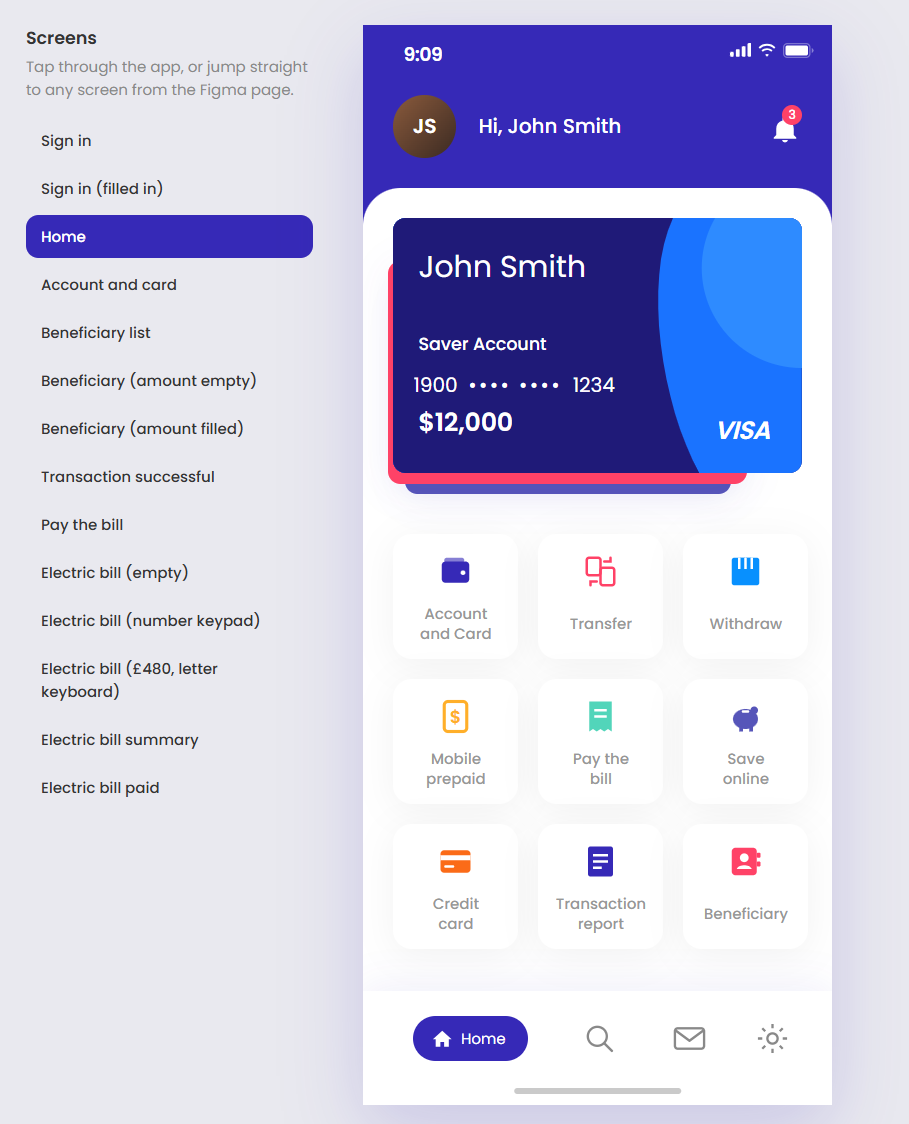 Screens
Tap through the app, or jump straight
to any screen from the Figma page.
Sign in
Sign in (filled in)
Home
Account and card
Beneficiary list
Beneficiary (amount empty)
Beneficiary (amount filled)
Transaction successful
Pay the bill
Electric bill (empty)
Electric bill (number keypad)
Electric bill (£480, letter
keyboard)
Electric bill summary
Electric bill paid
9:09
JS
Hi, John Smith
3
John Smith
Saver Account
1900 •••• •••• 1234
$12,000
VISA
Account
and Card
Transfer
Withdraw
$
Mobile
prepaid
Pay the
bill
Save
online
Credit
card
Transaction
report
Beneficiary
Home